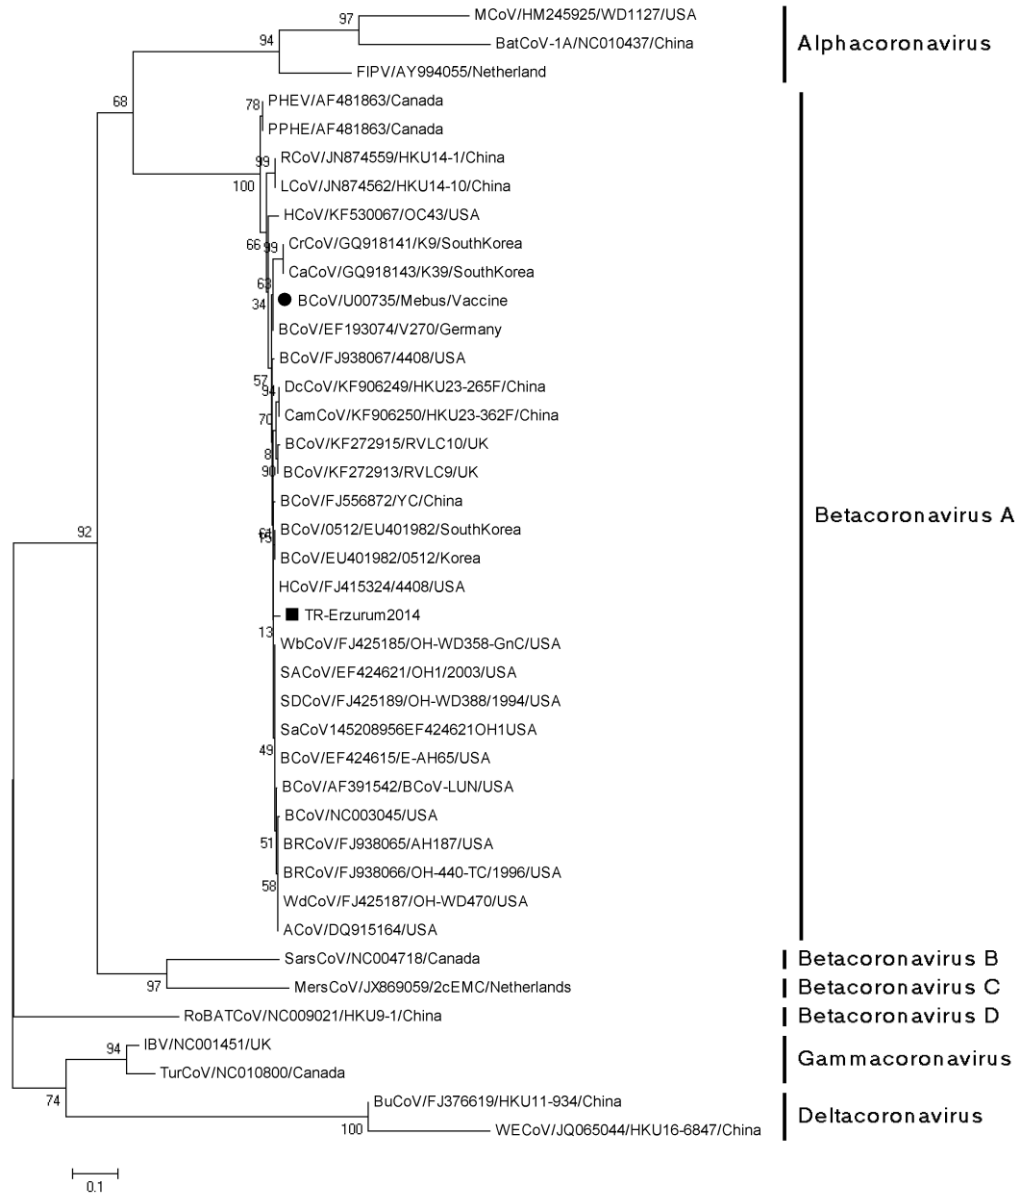 97
MCoV/HM245925/WD1127/USA
94
BatCoV-1A/NC010437/China
Alphacoronavirus
FIPV/AY994055/Netherland
68
78
PHEV/AF481863/Canada
PPHE/AF481863/Canada
99
RCoV/JN874559/HKU14-1/China
100
LCoV/JN874562/HKU14-10/China
HCoV/KF530067/OC43/USA
66
99
CrCoV/GQ918141/K9/SouthKorea
CaCoV/GQ918143/K39/SouthKorea
34
BCoV/U00735/Mebus/Vaccine
BCoV/EF193074/V270/Germany
BCoV/FJ938067/4408/USA
57
94
DcCoV/KF906249/HKU23-265F/China
70
CamCoV/KF906250/HKU23-362F/China
8
BCoV/KF272915/RVLC10/UK
90
BCoV/KF272913/RVLC9/UK
BCoV/FJ556872/YC/China
Betacoronavirus A
92
BCoV/0512/EU401982/SouthKorea
BCoV/EU401982/0512/Korea
HCoV/FJ415324/4408/USA
TR-Erzurum2014
13
WbCoV/FJ425185/OH-WD358-GnC/USA
SACoV/EF424621/OH1/2003/USA
SDCoV/FJ425189/OH-WD388/1994/USA
SaCoV145208956EF424621OH1USA
49
BCoV/EF424615/E-AH65/USA
BCoV/AF391542/BCoV-LUN/USA
BCoV/NC003045/USA
51
BRCoV/FJ938065/AH187/USA
BRCoV/FJ938066/OH-440-TC/1996/USA
58
WdCoV/FJ425187/OH-WD470/USA
ACoV/DQ915164/USA
SarsCoV/NC004718/Canada
Betacoronavirus B
97
MersCoV/JX869059/2cEMC/Netherlands
Betacoronavirus C
RoBATCoV/NC009021/HKU9-1/China
Betacoronavirus D
94
IBV/NC001451/UK
Gammacoronavirus
TurCoV/NC010800/Canada
74
BuCoV/FJ376619/HKU11-934/China
Deltacoronavirus
100
WECoV/JQ065044/HKU16-6847/China
0.1